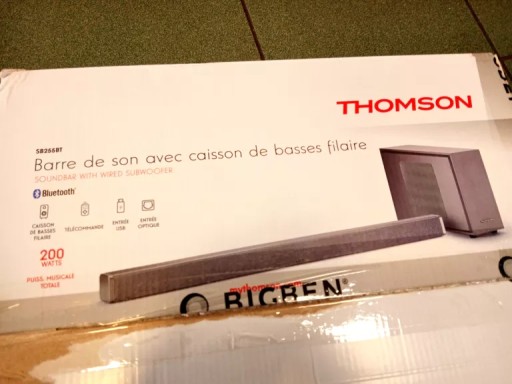 THOMSON
SB266BT
Barre de son avec caisson de basses filaire
SOUNDBAR WITH WIRED SUBWOOFER
Bluetooth
CAISSON
DE BASSES
FILAIRE
TÉLÉCOMMANDE
ENTRÉE
USB
ENTRÉE
OPTIQUE
200
WATTS
PUISS. MUSICALE
TOTALE
BIGBEN